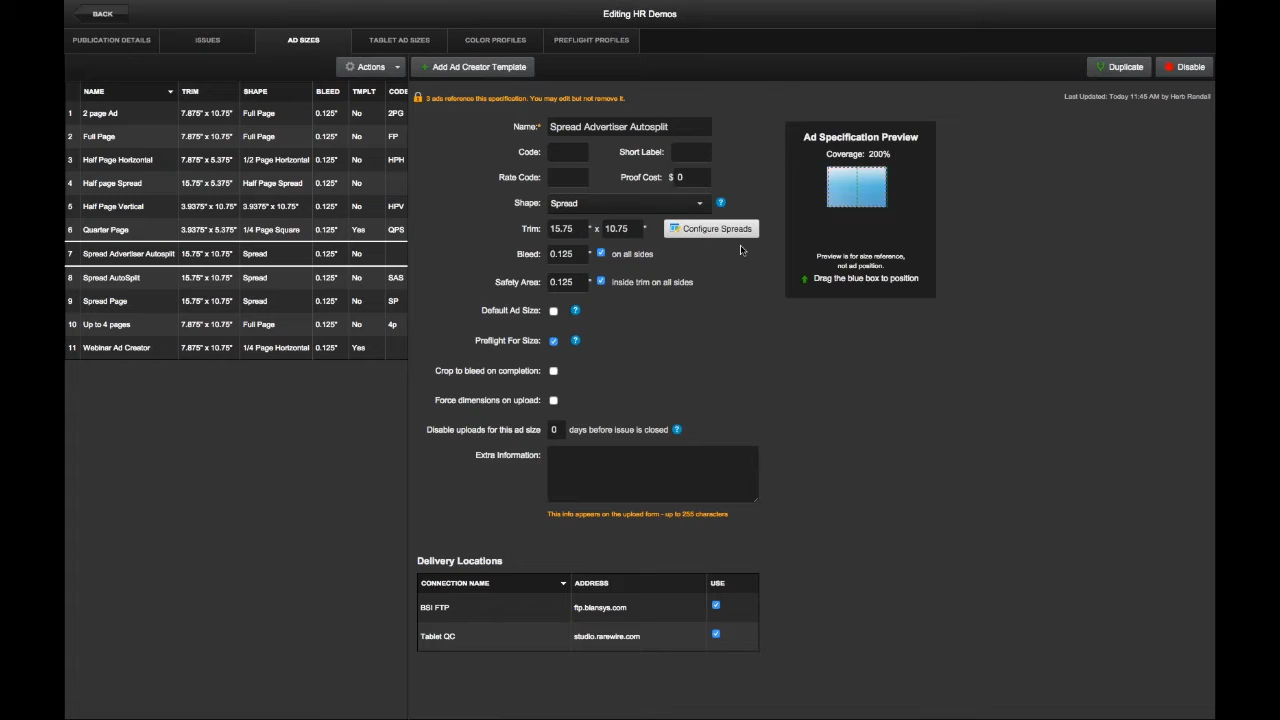 BACK
Editing HR Demos
PUBLICATION DETAILS ISSUES AD SIZES TABLET AD SIZES COLOR PROFILES PREFLIGHT PROFILES
Actions Add Ad Creator Template Duplicate Disable
NAME TRIM SHAPE BLEED TMPLT CODE
1 2 page Ad 7.875" x 10.75" Full Page 0.125" No 2PG
2 Full Page 7.875" x 10.75" Full Page 0.125" No FP
3 Half Page Horizontal 7.875" x 5.375" 1/2 Page Horizontal 0.125" No HPH
4 Half page Spread 15.75" x 5.375" Half Page Spread 0.125" No
5 Half Page Vertical 3.9375" x 10.75" 3.9375" x 10.75" 0.125" No HPV
6 Quarter Page 3.9375" x 5.375" 1/4 Page Square 0.125" Yes QPS
7 Spread Advertiser Autosplit 15.75" x 10.75" Spread 0.125" No
8 Spread AutoSplit 15.75" x 10.75" Spread 0.125" No SAS
9 Spread Page 15.75" x 10.75" Spread 0.125" No SP
10 Up to 4 pages 7.875" x 10.75" Full Page 0.125" No 4p
11 Webinar Ad Creator 7.875" x 10.75" 1/4 Page Horizontal 0.125" Yes
3 ads reference this specification. You may edit but not remove it.
Last Updated: Today 11:45 AM by Herb Randall
Name:* Spread Advertiser Autosplit
Code: Short Label:
Rate Code: Proof Cost: $ 0
Shape: Spread ?
Trim: 15.75 " x 10.75 " Configure Spreads
Bleed: 0.125 " on all sides
Safety Area: 0.125 " Inside trim on all sides
Default Ad Size: ?
Preflight For Size: ?
Crop to bleed on completion:
Force dimensions on upload:
Disable uploads for this ad size 0 days before issue is closed ?
Extra Information:
This info appears on the upload form - up to 255 characters
Ad Specification Preview
Coverage: 200%
Preview is for size reference,
not ad position.
Drag the blue box to position
Delivery Locations
CONNECTION NAME ADDRESS USE
BSI FTP ftp.blansys.com
Tablet QC studio.rarewire.com